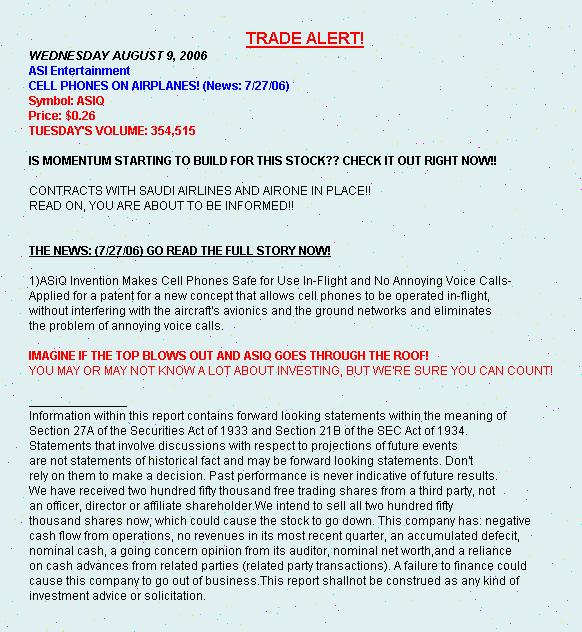 TRADE ALERT!
WEDNESDAY AUGUST 9, 2006
ASI Entertainment
CELL PHONES ON AIRPLANES! (News: 7/27/06)
Symbol: ASIQ
Price: $0.26
TUESDAY'S VOLUME: 354,515
IS MOMENTUM STARTING TO BUILD FOR THIS STOCK?? CHECK IT OUT RIGHT NOW!!
CONTRACTS WITH SAUDI AIRLINES AND AIRONE IN PLACE!!
READ ON, YOU ARE ABOUT TO BE INFORMED!!
THE NEWS: (7/27/06) GO READ THE FULL STORY NOW!
1)ASiQ Invention Makes Cell Phones Safe for Use In-Flight and No Annoying Voice Calls-
Applied for a patent for a new concept that allows cell phones to be operated in-flight,
without interfering with the aircraft's avionics and the ground networks and eliminates
the problem of annoying voice calls.
IMAGINE IF THE TOP BLOWS OUT AND ASIQ GOES THROUGH THE ROOF!
YOU MAY OR MAY NOT KNOW A LOT ABOUT INVESTING, BUT WE'RE SURE YOU CAN COUNT!
Information within this report contains forward looking statements within the meaning of
Section 27A of the Securities Act of 1933 and Section 21B of the SEC Act of 1934.
Statements that involve discussions with respect to projections of future events
are not statements of historical fact and may be forward looking statements. Don't
rely on them to make a decision. Past performance is never indicative of future results.
We have received two hundred fifty thousand free trading shares from a third party, not
an officer, director or affiliate shareholder.We intend to sell all two hundred fifty
thousand shares now, which could cause the stock to go down. This company has: negative
cash flow from operations, no revenues in its most recent quarter, an accumulated defecit,
nominal cash, a going concern opinion from its auditor, nominal net worth,and a reliance
on cash advances from related parties (related party transactions). A failure to finance could
cause this company to go out of business.This report shallnot be construed as any kind of
investment advice or solicitation.